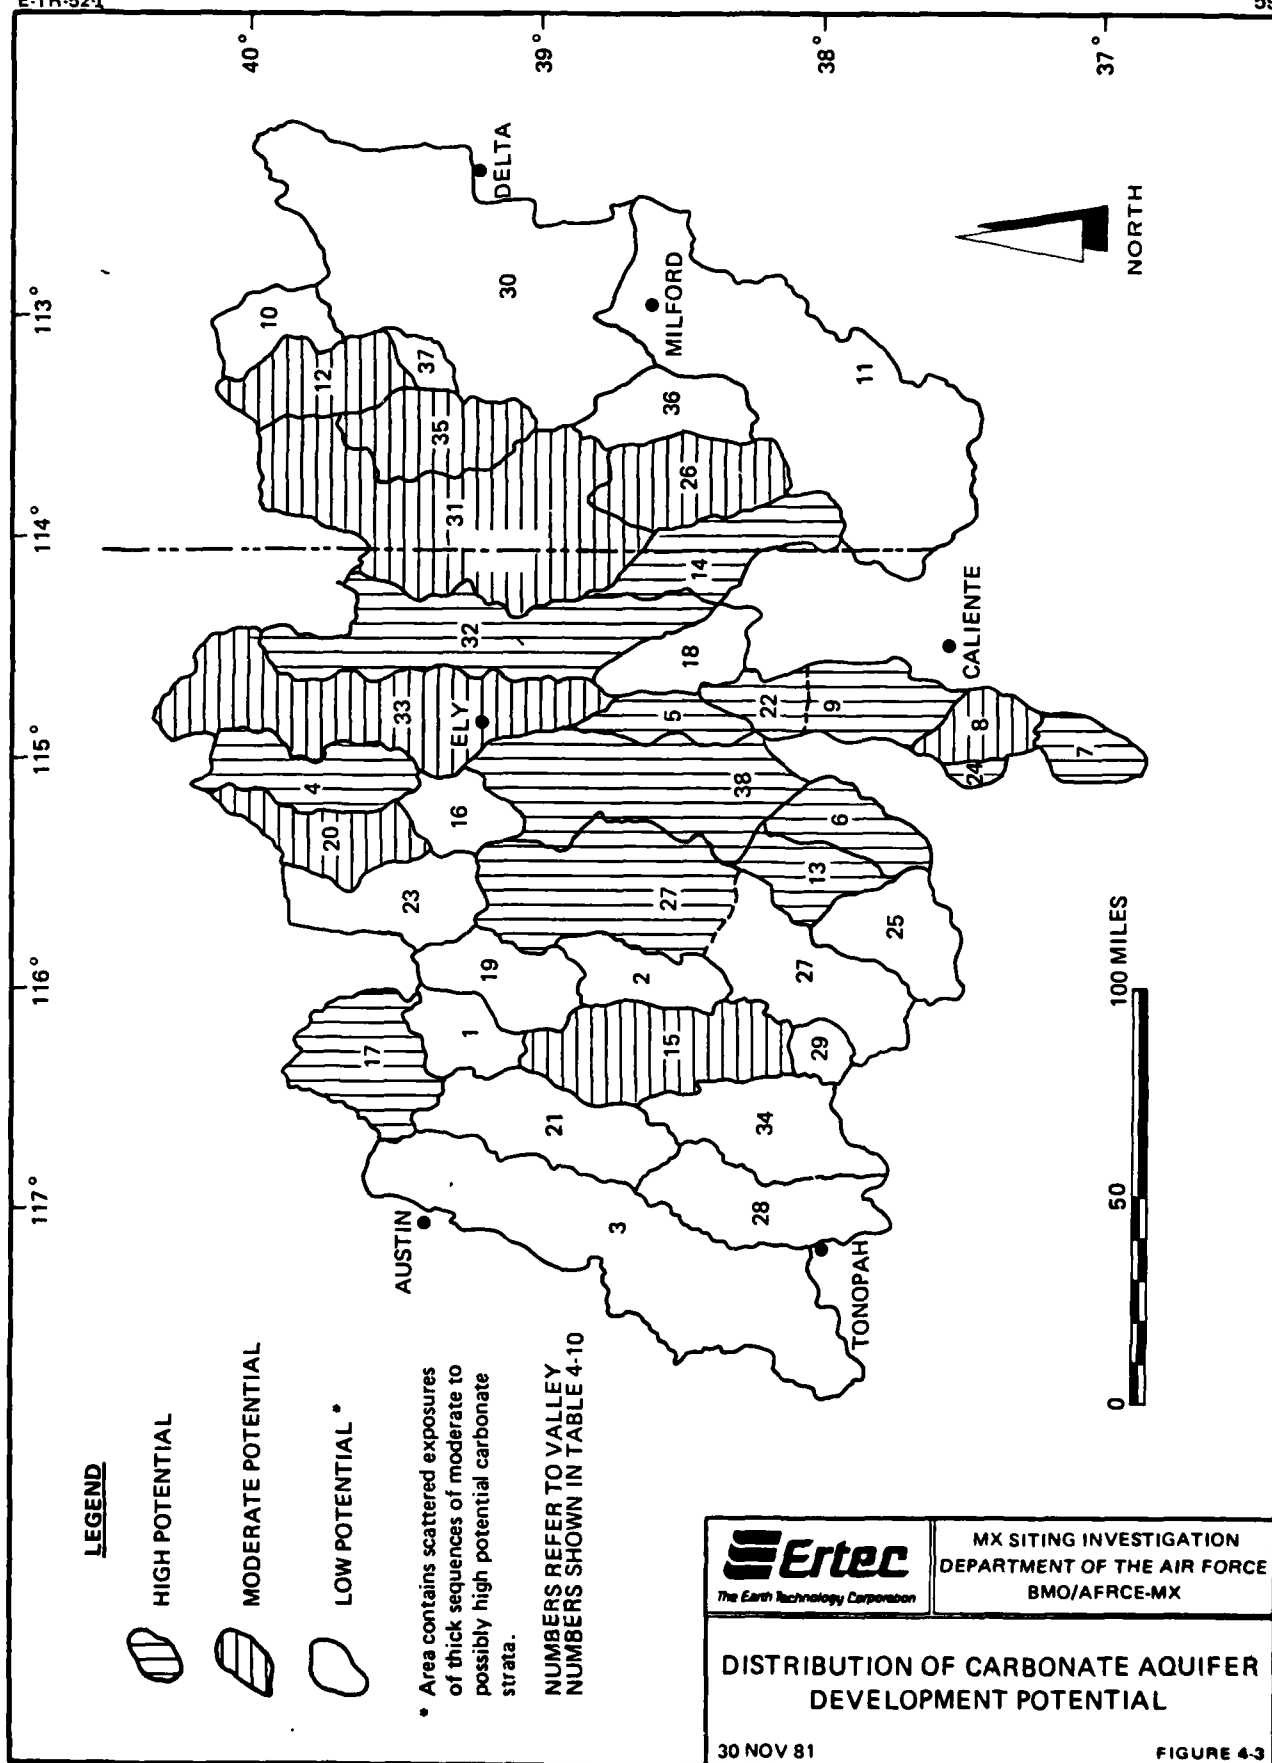 E-TR-52-1
59
40°
39°
38°
37°
113°
114°
115°
116°
117°
DELTA
MILFORD
NORTH
ELY
CALIENTE
AUSTIN
TONOPAH
10
12
37
30
35
31
36
11
26
14
32
18
33
5
22
9
8
24
7
4
20
16
38
6
13
23
27
25
19
2
27
17
1
15
29
21
34
3
28
0
50
100 MILES
LEGEND
HIGH POTENTIAL
MODERATE POTENTIAL
LOW POTENTIAL *
* Area contains scattered exposures
of thick sequences of moderate to
possibly high potential carbonate
strata.
NUMBERS REFER TO VALLEY
NUMBERS SHOWN IN TABLE 4-10
Ertec
The Earth Technology Corporation
MX SITING INVESTIGATION
DEPARTMENT OF THE AIR FORCE
BMO/AFRCE-MX
DISTRIBUTION OF CARBONATE AQUIFER
DEVELOPMENT POTENTIAL
30 NOV 81
FIGURE 4-3